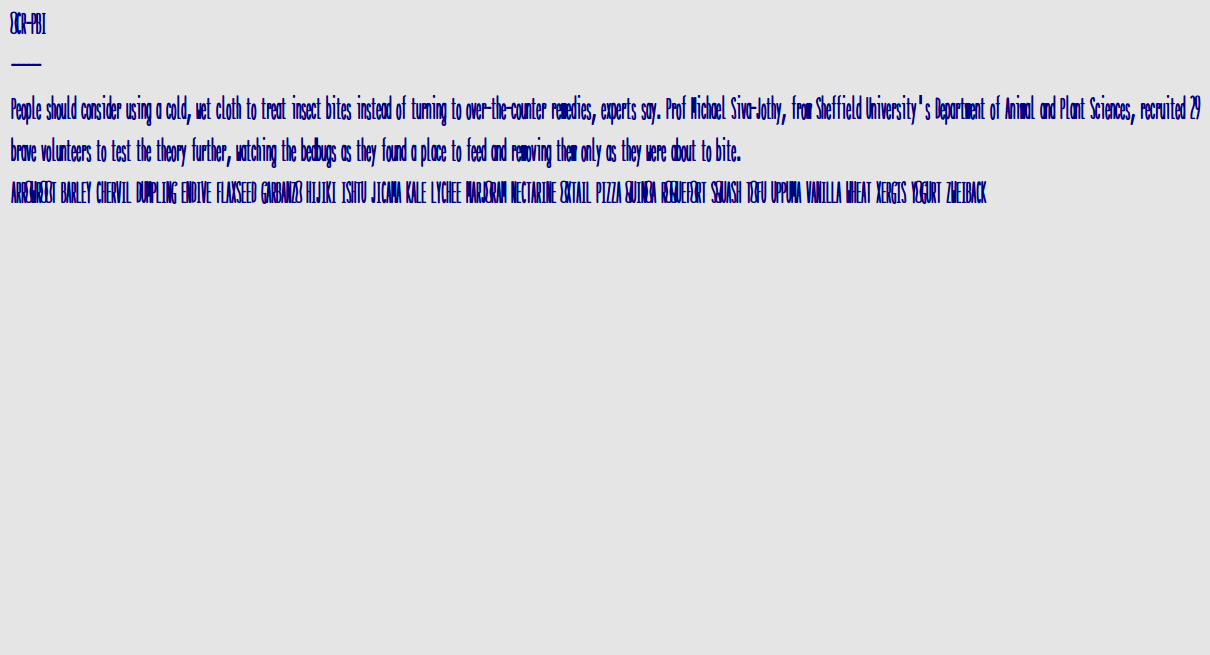 OCR-PBI
____
People should consider using a cold, wet cloth to treat insect bites instead of turning to over-the-counter remedies, experts say. Prof Michael Siva-Jothy, from Sheffield University's Department of Animal and Plant Sciences, recruited 29
brave volunteers to test the theory further, watching the bedbugs as they found a place to feed and removing them only as they were about to bite.
ARROWROOT BARLEY CHERVIL DUMPLING ENDIVE FLAXSEED GARBANZO HIJIKI ISHTU JICAMA KALE LYCHEE MARJORAM NECTARINE OXTAIL PIZZA QUINOA ROQUEFORT SQUASH TOFU UPPUMA VANILLA WHEAT XERGIS YOGURT ZWEIBACK